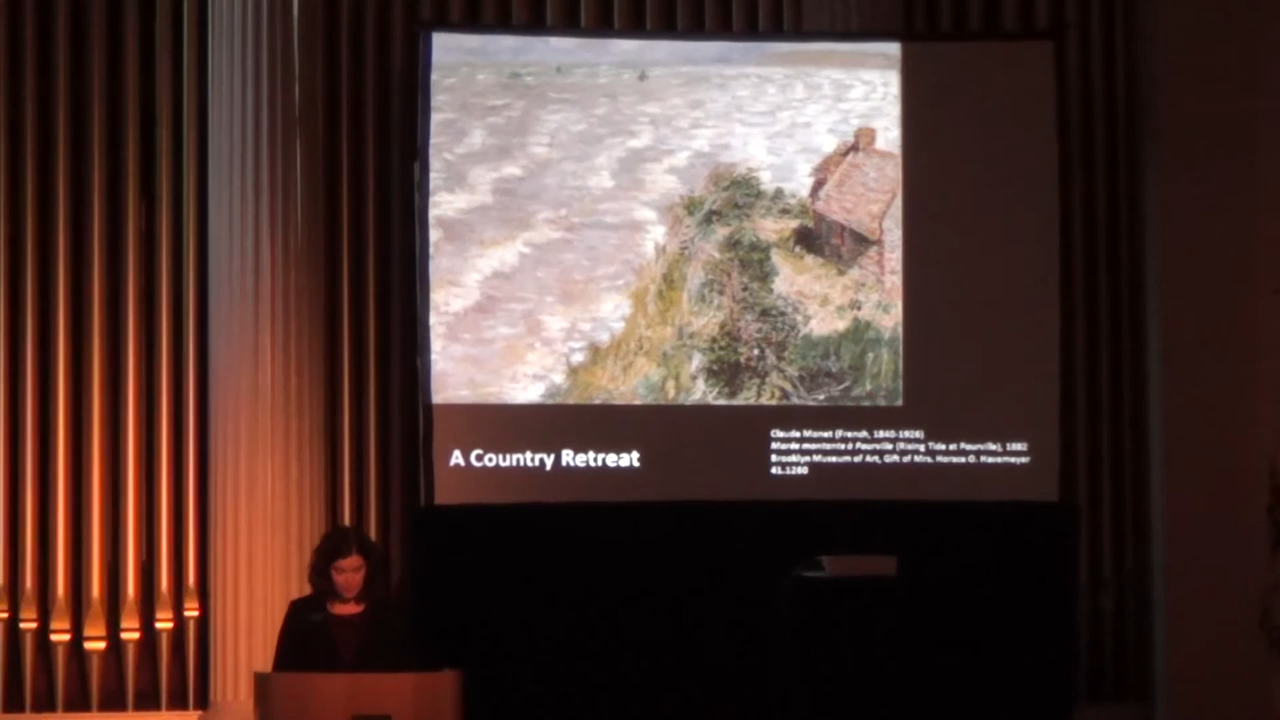 A Country Retreat
Claude Monet (French, 1840-1926)
Marée montante à Pourville (Rising Tide at Pourville), 1882
Brooklyn Museum of Art, Gift of Mrs. Horace O. Havemeyer
41.1260